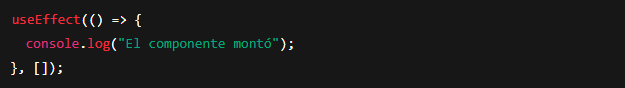 useEffect(() => {
  console.log("El componente montó");
}, []);